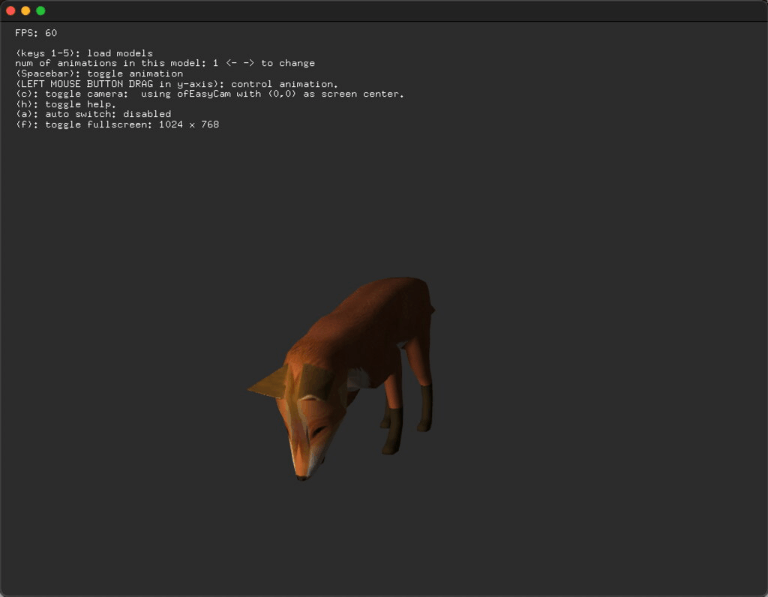 FPS: 60
(keys 1-5): load models
num of animations in this model: 1 <- -> to change
(Spacebar): toggle animation
(LEFT MOUSE BUTTON DRAG in y-axis): control animation.
(c): toggle camera:  using ofEasyCam with (0,0) as screen center.
(h): toggle help.
(a): auto switch: disabled
(f): toggle fullscreen: 1024 x 768